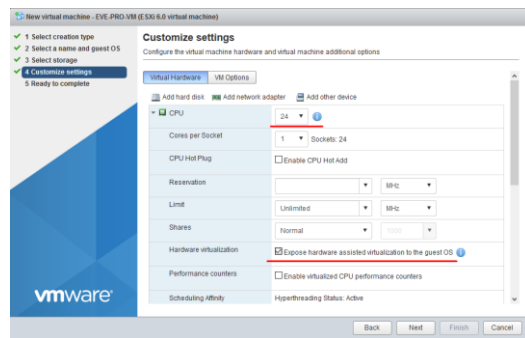 New virtual machine - EVE-PRO-VM (ESXi 6.0 virtual machine)
1 Select creation type
2 Select a name and guest OS
3 Select storage
4 Customize settings
5 Ready to complete
Customize settings
Configure the virtual machine hardware and virtual machine additional options
Virtual Hardware VM Options
Add hard disk Add network adapter Add other device
CPU 24
Cores per Socket 1 Sockets: 24
CPU Hot Plug Enable CPU Hot Add
Reservation MHz
Limit Unlimited MHz
Shares Normal 1000
Hardware virtualization Expose hardware assisted virtualization to the guest OS
Performance counters Enable virtualized CPU performance counters
Scheduling Affinity Hyperthreading Status: Active
vmware
Back Next Finish Cancel